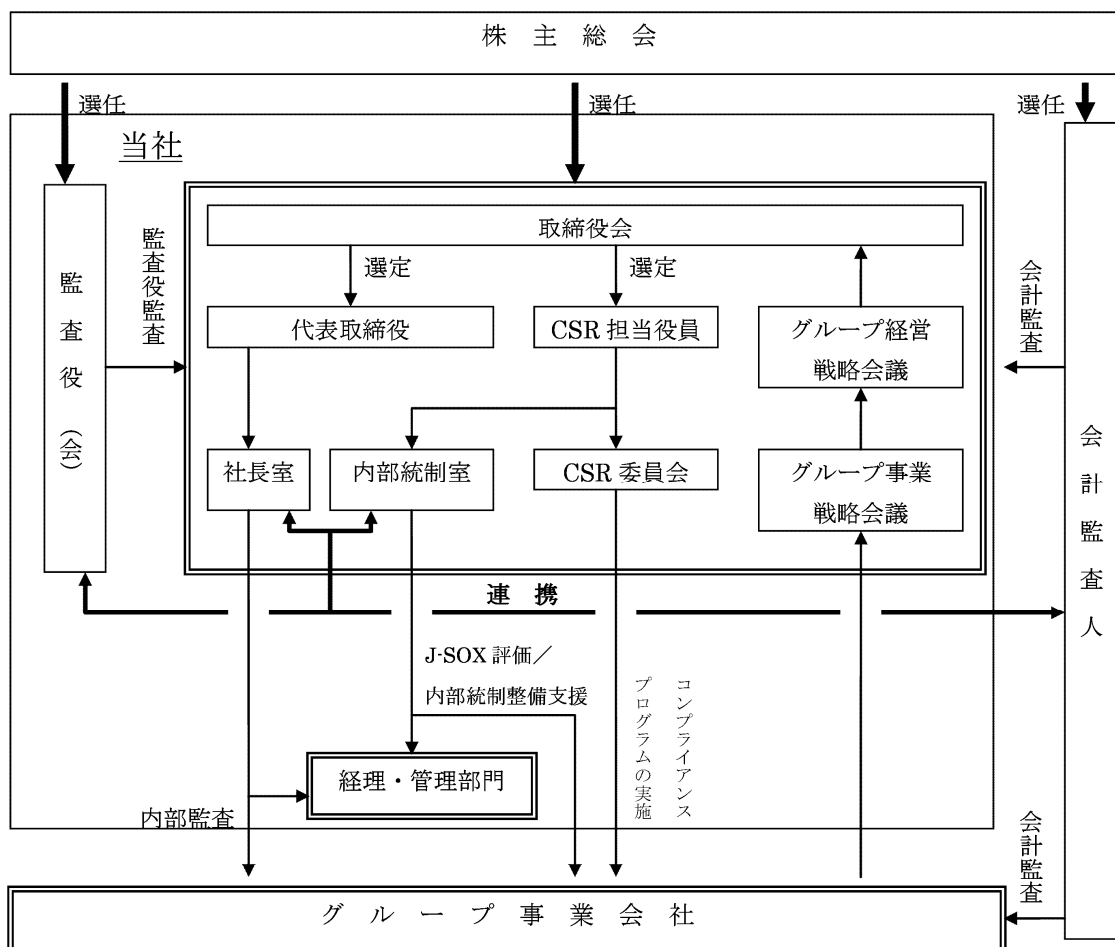 株主総会
選任
選任
選任
当社
取締役会
監査役(会)
監査役監査
選定
選定
会計監査
代表取締役
CSR 担当役員
グループ経営
戦略会議
会計監査人
社長室
内部統制室
CSR 委員会
グループ事業
戦略会議
連携
J-SOX 評価／
内部統制整備支援
コンプライアンス
プログラムの実施
経理・管理部門
内部監査
会計監査
グループ事業会社